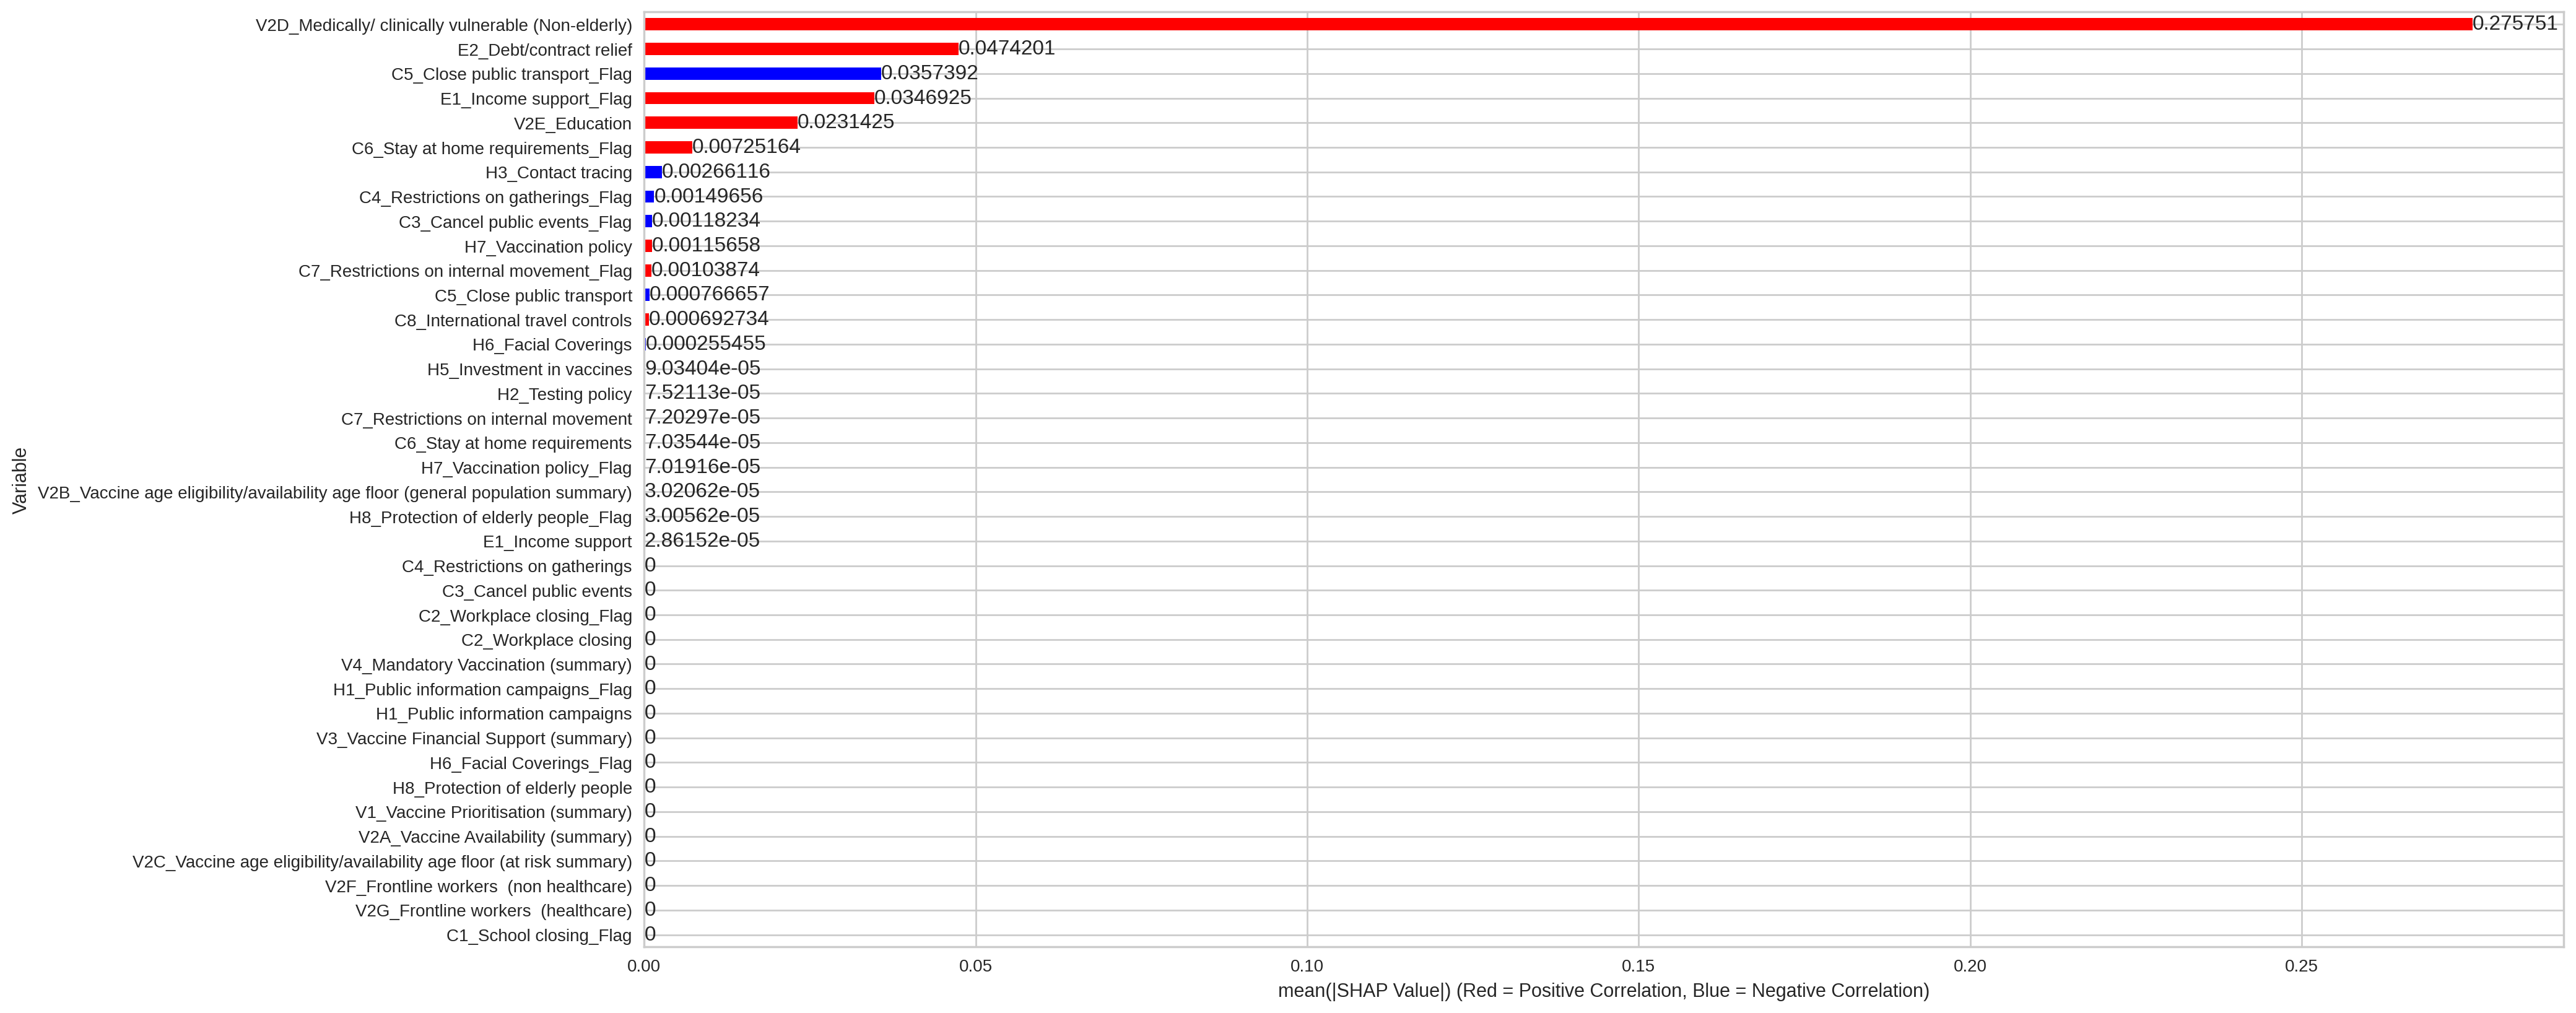 V2D_Medically/ clinically vulnerable (Non-elderly) 0.275751
E2_Debt/contract relief 0.0474201
C5_Close public transport_Flag 0.0357392
E1_Income support_Flag 0.0346925
V2E_Education 0.0231425
C6_Stay at home requirements_Flag 0.00725164
H3_Contact tracing 0.00266116
C4_Restrictions on gatherings_Flag 0.00149656
C3_Cancel public events_Flag 0.00118234
H7_Vaccination policy 0.00115658
C7_Restrictions on internal movement_Flag 0.00103874
C5_Close public transport 0.000766657
C8_International travel controls 0.000692734
H6_Facial Coverings 0.000255455
H5_Investment in vaccines 9.03404e-05
H2_Testing policy 7.52113e-05
C7_Restrictions on internal movement 7.20297e-05
C6_Stay at home requirements 7.03544e-05
H7_Vaccination policy_Flag 7.01916e-05
V2B_Vaccine age eligibility/availability age floor (general population summary) 3.02062e-05
H8_Protection of elderly people_Flag 3.00562e-05
E1_Income support 2.86152e-05
C4_Restrictions on gatherings 0
C3_Cancel public events 0
C2_Workplace closing_Flag 0
C2_Workplace closing 0
V4_Mandatory Vaccination (summary) 0
H1_Public information campaigns_Flag 0
H1_Public information campaigns 0
V3_Vaccine Financial Support (summary) 0
H6_Facial Coverings_Flag 0
H8_Protection of elderly people 0
V1_Vaccine Prioritisation (summary) 0
V2A_Vaccine Availability (summary) 0
V2C_Vaccine age eligibility/availability age floor (at risk summary) 0
V2F_Frontline workers  (non healthcare) 0
V2G_Frontline workers  (healthcare) 0
C1_School closing_Flag 0
Variable
0.00 0.05 0.10 0.15 0.20 0.25
mean(|SHAP Value|) (Red = Positive Correlation, Blue = Negative Correlation)